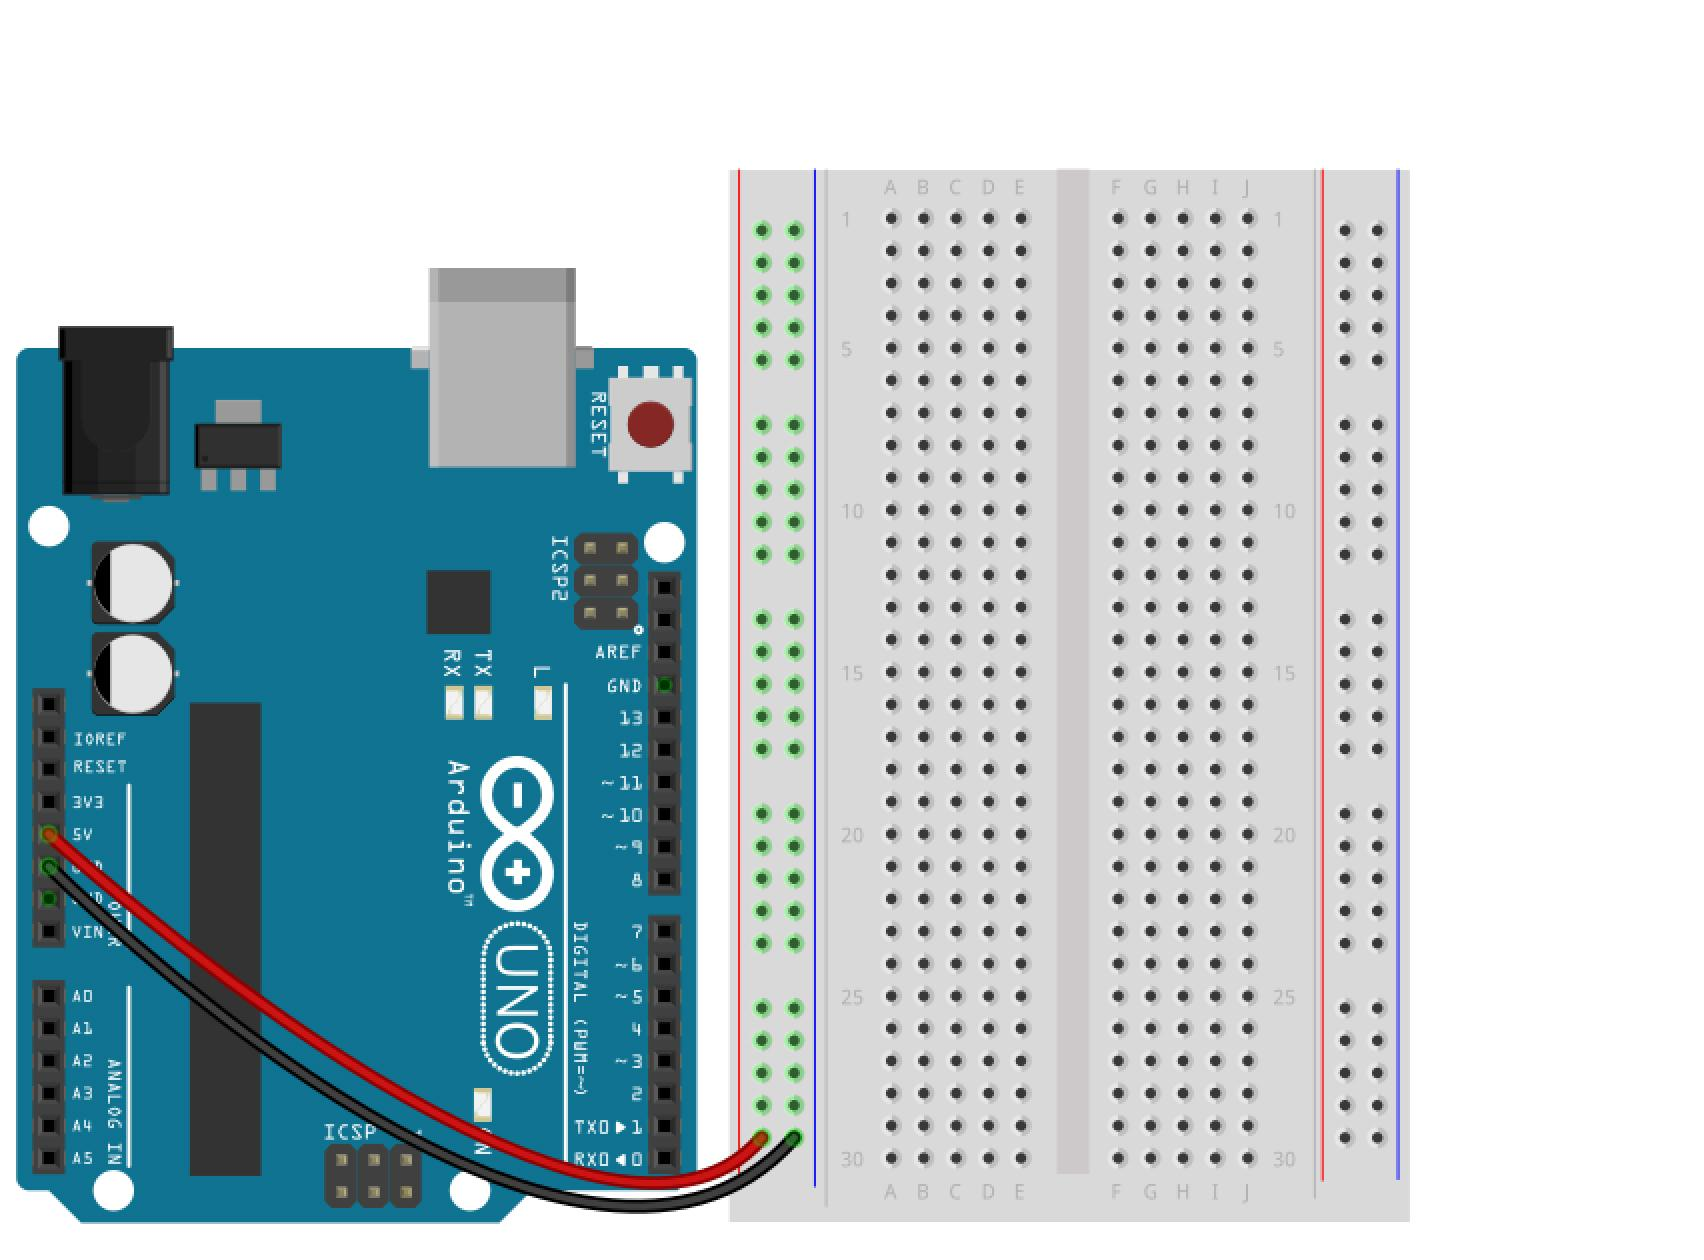 RESET
ICSP2
AREF
GND
13
12
~11
~10
~9
8
7
~6
~5
4
~3
2
TX0▶1
RX0◀0
RX
TX
L
Arduino™
UNO
DIGITAL (PWM=~)
IOREF
RESET
3V3
5V
VIN
A0
A1
A2
A3
A4
A5
ANALOG IN
ICSP
A B C D E F G H I J
1 1
5 5
10 10
15 15
20 20
25 25
30 30
A B C D E F G H I J